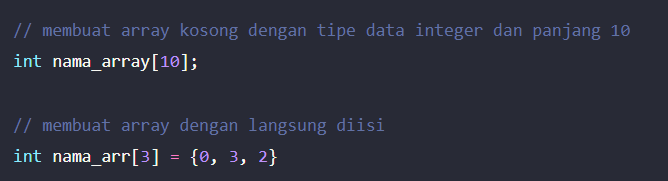 // membuat array kosong dengan tipe data integer dan panjang 10
int nama_array[10];
// membuat array dengan langsung diisi
int nama_arr[3] = {0, 3, 2}